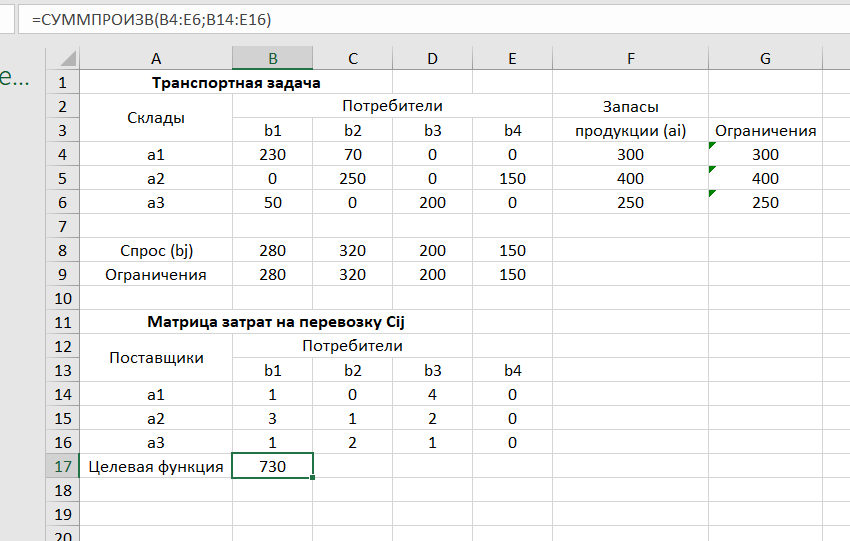 =СУММПРОИЗВ(B4:E6;B14:E16)
е...
A B C D E F G
1 Транспортная задача
2 Склады Потребители Запасы
3 b1 b2 b3 b4 продукции (ai) Ограничения
4 a1 230 70 0 0 300 300
5 a2 0 250 0 150 400 400
6 a3 50 0 200 0 250 250
7
8 Спрос (bj) 280 320 200 150
9 Ограничения 280 320 200 150
10
11 Матрица затрат на перевозку Cij
12 Поставщики Потребители
13 b1 b2 b3 b4
14 a1 1 0 4 0
15 a2 3 1 2 0
16 a3 1 2 1 0
17 Целевая функция 730
18
19
20